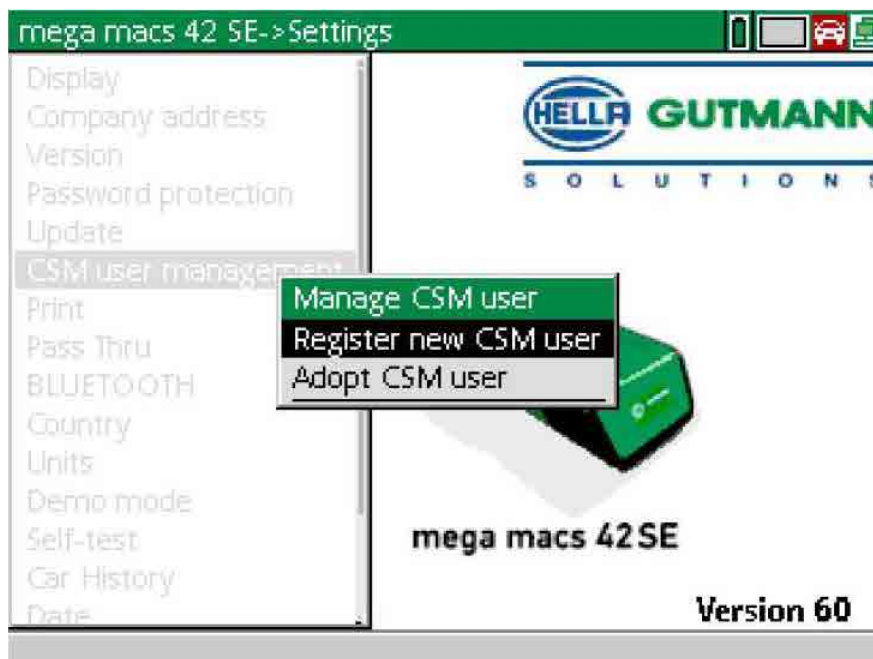 mega macs 42 SE->Settings
Display
Company address
Version
Password protection
Update
CSM user management
Print
Pass Thru
BLUETOOTH
Country
Units
Demo mode
Self-test
Car History
Date
Manage CSM user
Register new CSM user
Adopt CSM user
HELLA GUTMANN
SOLUTIONS
mega macs 42SE
Version 60